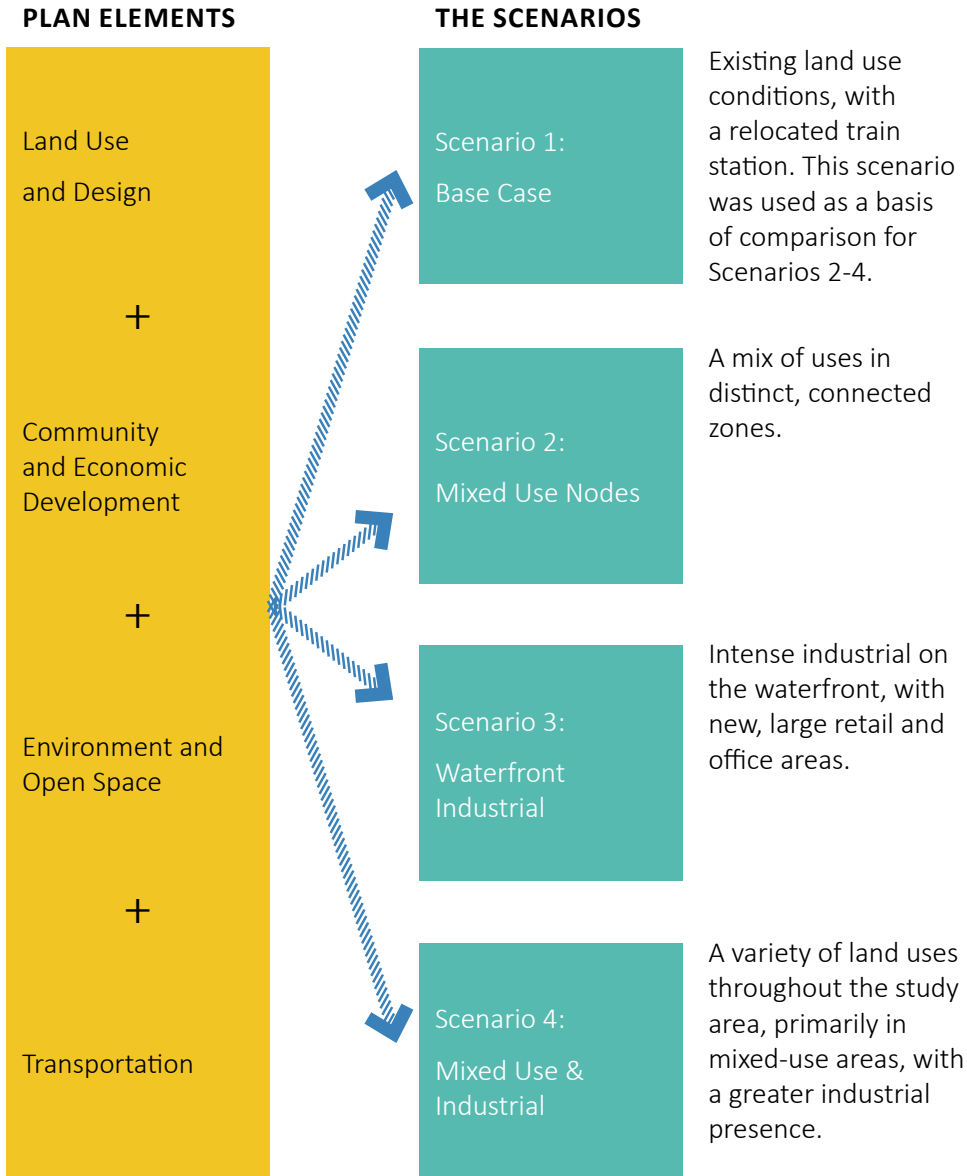 PLAN ELEMENTS
Land Use
and Design
+
Community
and Economic
Development
+
Environment and
Open Space
+
Transportation
THE SCENARIOS
Scenario 1:
Base Case
Existing land use
conditions, with
a relocated train
station. This scenario
was used as a basis
of comparison for
Scenarios 2-4.
Scenario 2:
Mixed Use Nodes
A mix of uses in
distinct, connected
zones.
Scenario 3:
Waterfront
Industrial
Intense industrial on
the waterfront, with
new, large retail and
office areas.
Scenario 4:
Mixed Use &
Industrial
A variety of land uses
throughout the study
area, primarily in
mixed-use areas, with
a greater industrial
presence.